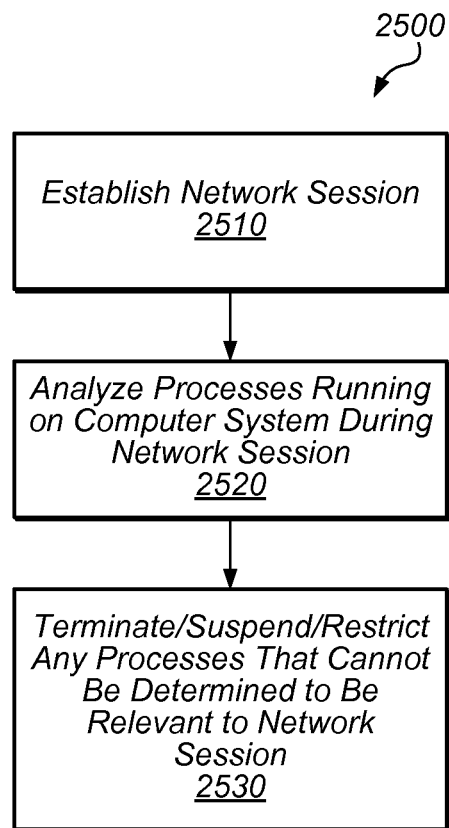 2500
Establish Network Session
2510
Analyze Processes Running
on Computer System During
Network Session
2520
Terminate/Suspend/Restrict
Any Processes That Cannot
Be Determined to Be
Relevant to Network
Session
2530